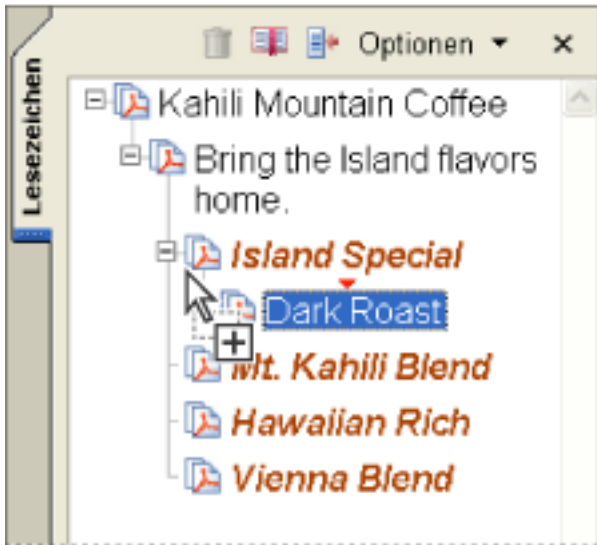 Lesezeichen
Optionen
Kahili Mountain Coffee
Bring the Island flavors
home.
Island Special
Dark Roast
Mt. Kahili Blend
Hawaiian Rich
Vienna Blend